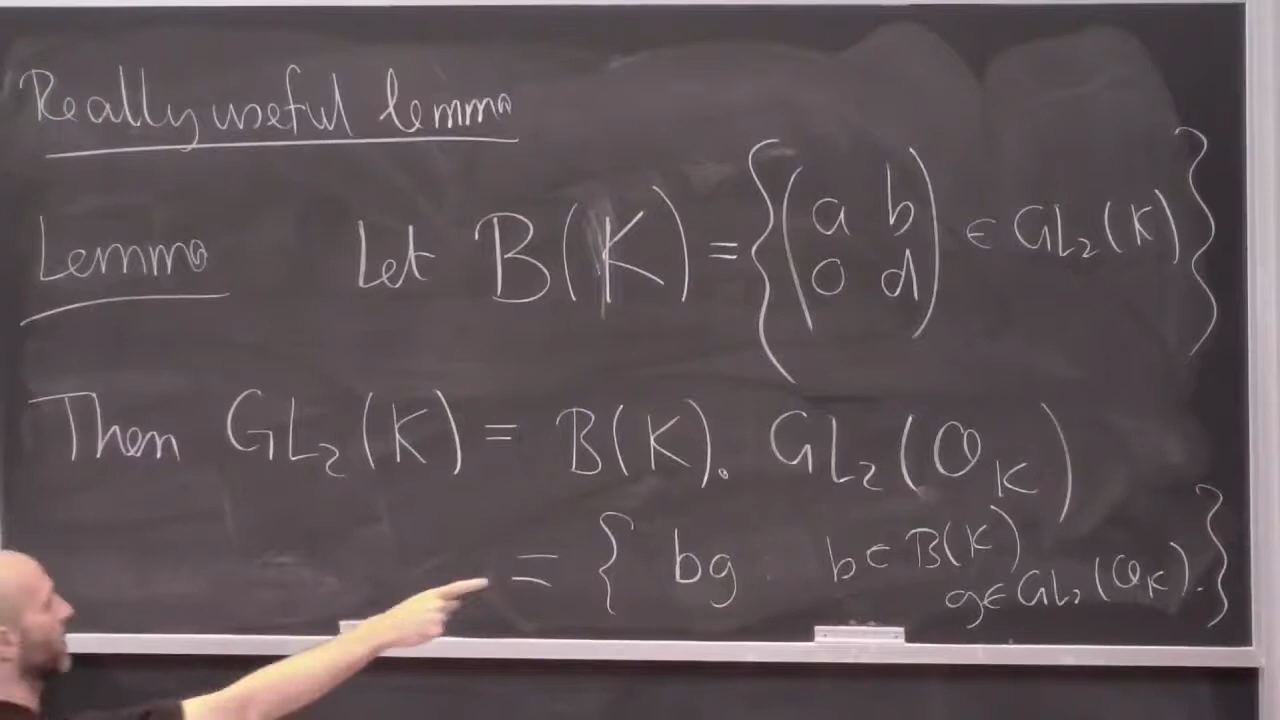 Really useful lemma
Lemma Let B(K) = {(a b 0 d) ∈ GL₂(K)}
Then GL₂(K) = B(K). GL₂(O_K)
= { bg b∈B(K) g∈GL₂(O_K).}